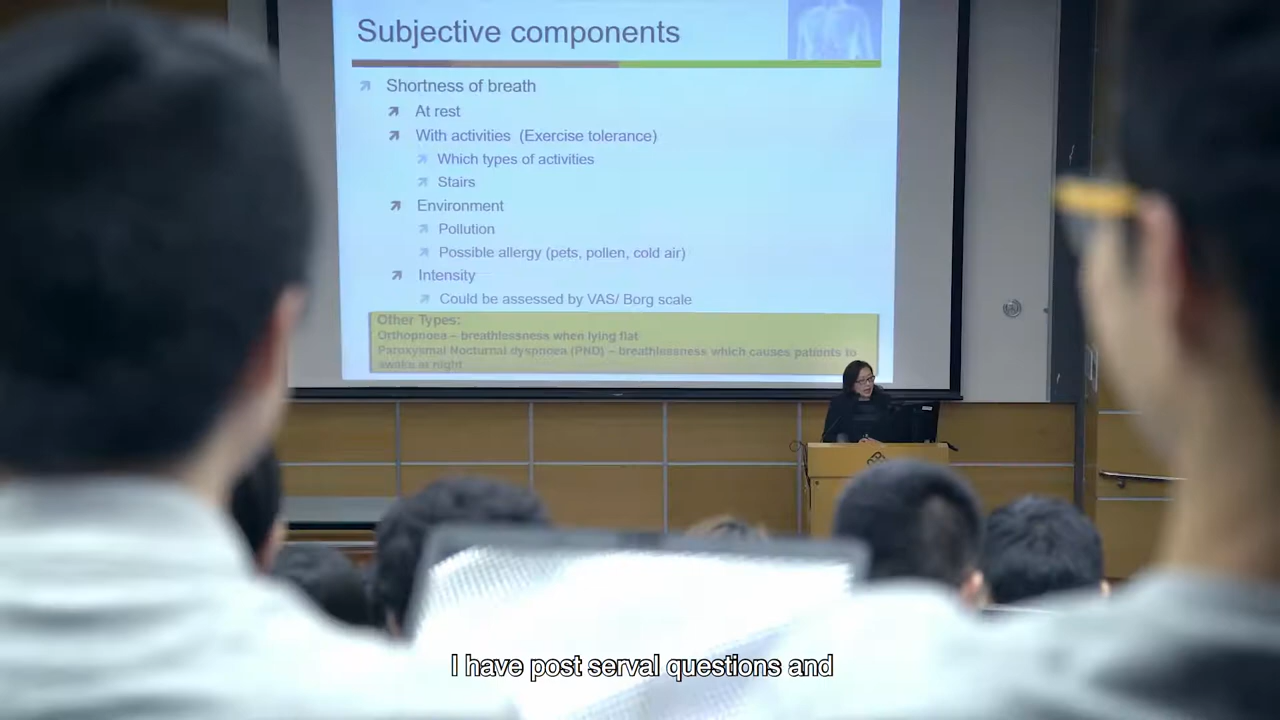 Subjective components
Shortness of breath
At rest
With activities (Exercise tolerance)
Which types of activities
Stairs
Environment
Pollution
Possible allergy (pets, pollen, cold air)
Intensity
Could be assessed by VAS/ Borg scale
Other Types:
Orthopnoea – breathlessness when lying flat
Paroxysmal Nocturnal dyspnoea (PND) – breathlessness which causes patients to
awake at night
I have post serval questions and